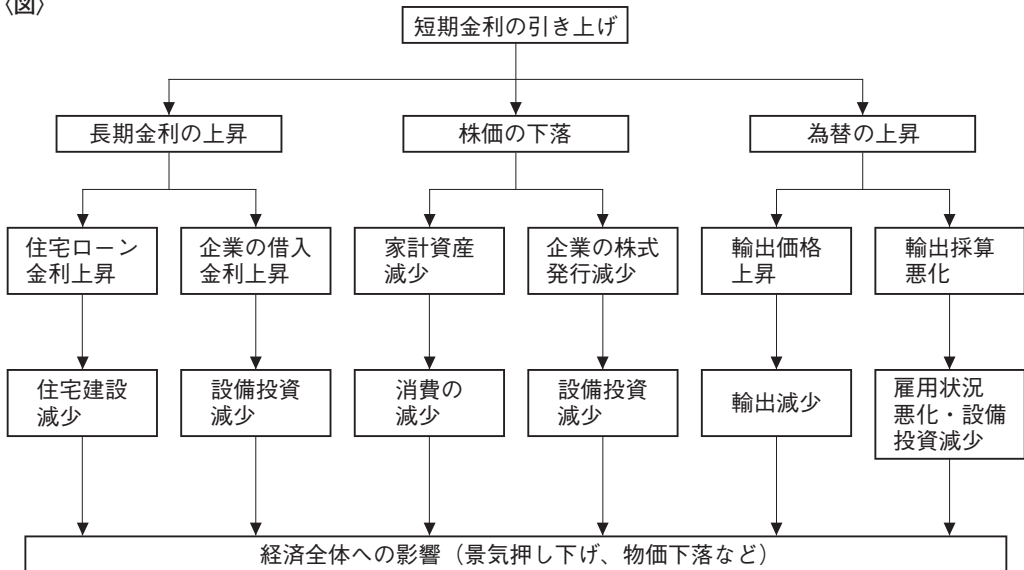 〈図〉
短期金利の引き上げ
長期金利の上昇
株価の下落
為替の上昇
住宅ローン
金利上昇
企業の借入
金利上昇
家計資産
減少
企業の株式
発行減少
輸出価格
上昇
輸出採算
悪化
住宅建設
減少
設備投資
減少
消費の
減少
設備投資
減少
輸出減少
雇用状況
悪化・設備
投資減少
経済全体への影響（景気押し下げ、物価下落など）